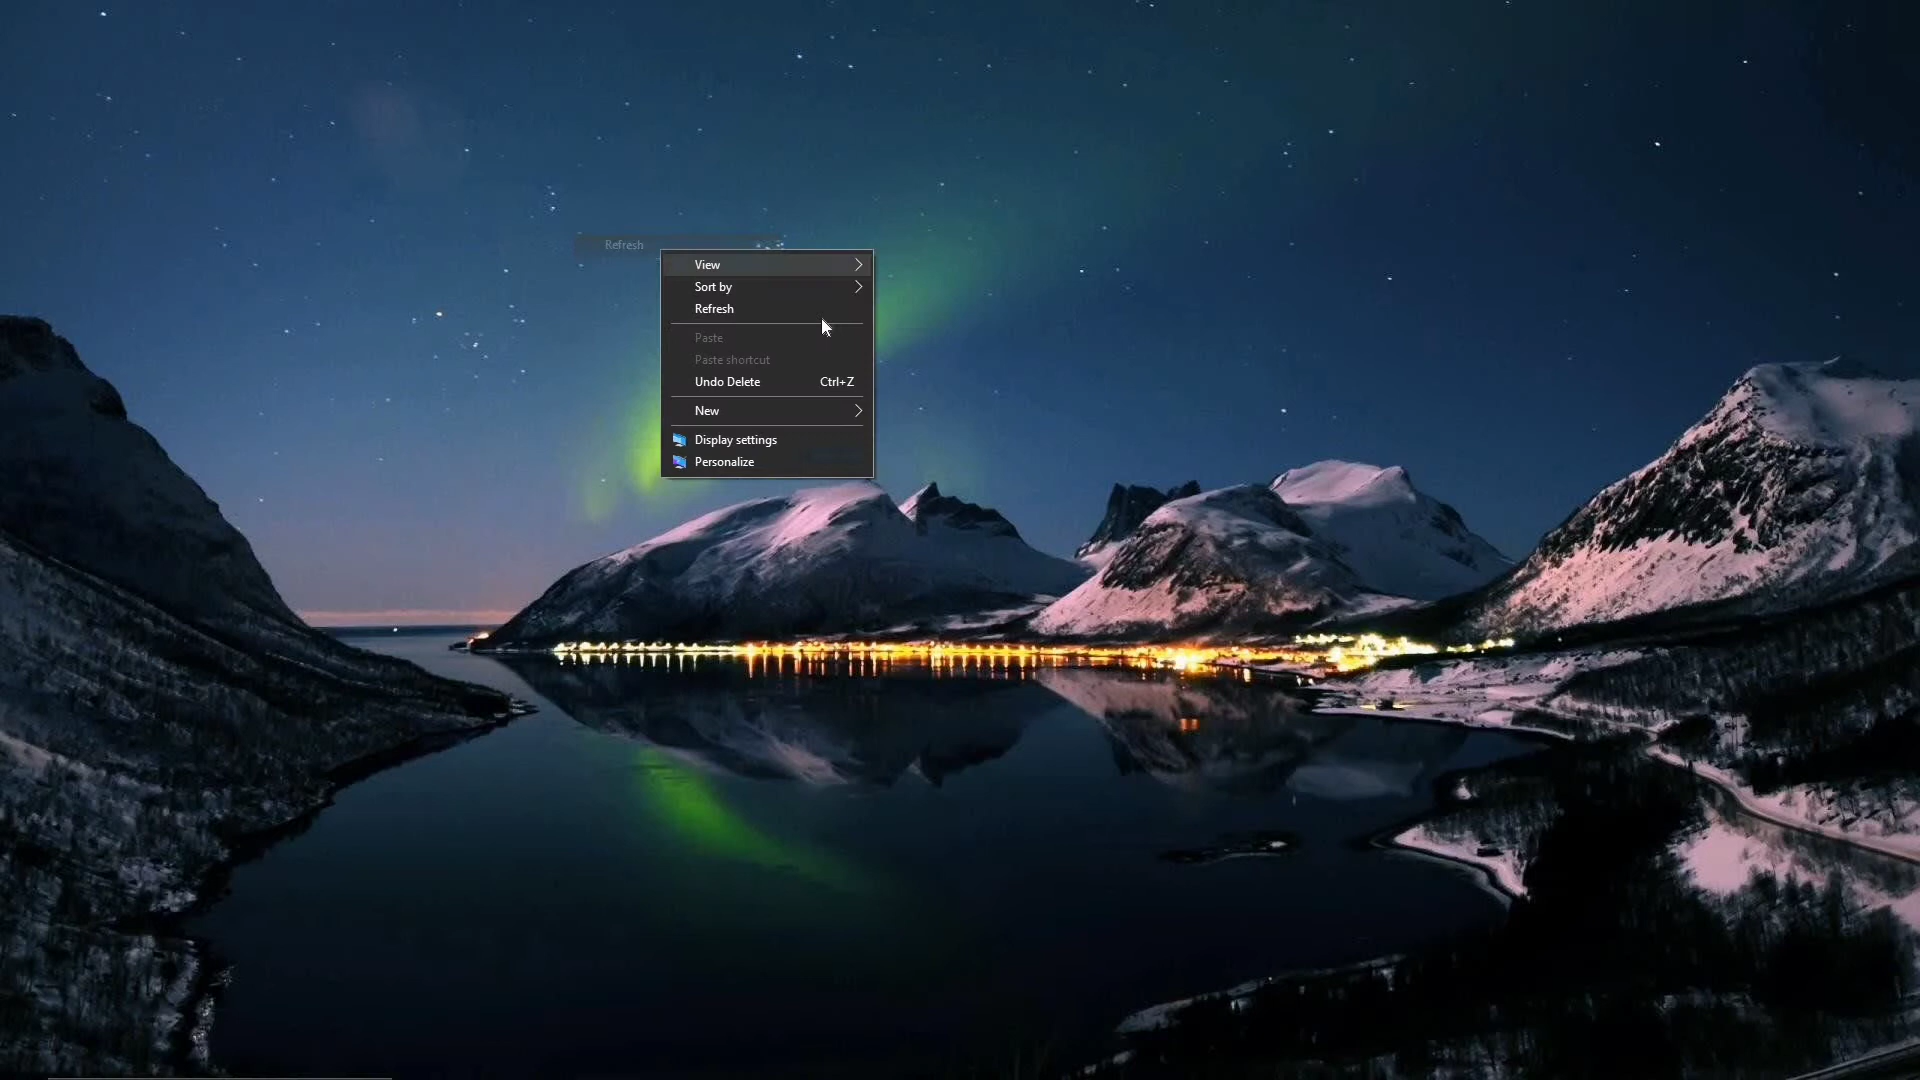 Refresh
View
Sort by
Refresh
Paste
Paste shortcut
Undo Delete Ctrl+Z
New
Display settings
Personalize